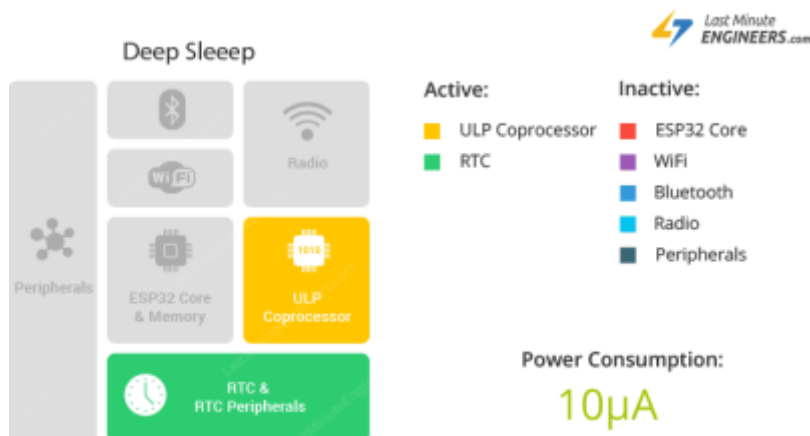 Last Minute
ENGINEERS.com
Deep Sleeep
WiFi
Radio
Peripherals
ESP32 Core
& Memory
1010
ULP
Coprocessor
RTC &
RTC Peripherals
Active:
ULP Coprocessor
RTC
Inactive:
ESP32 Core
WiFi
Bluetooth
Radio
Peripherals
Power Consumption:
10µA